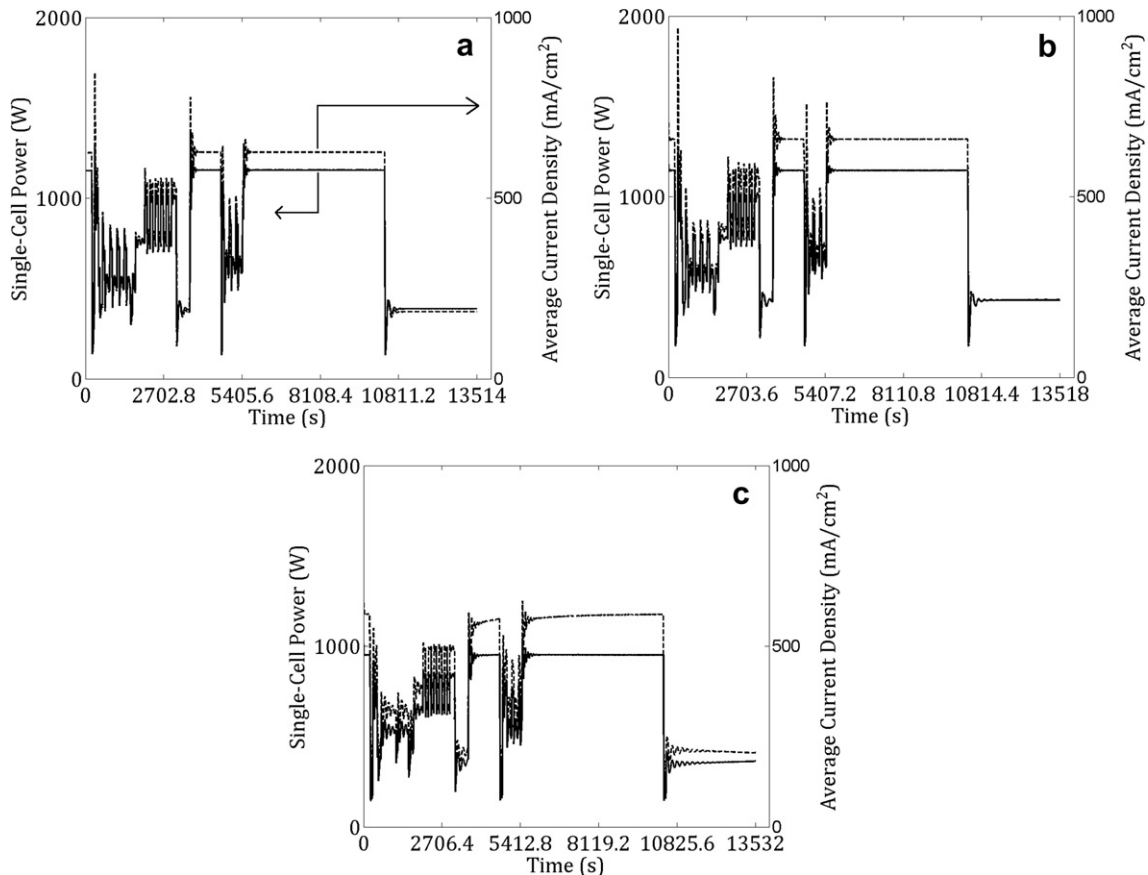 a
2000
1000
0
Single-Cell Power (W)
1000
500
0
Average Current Density (mA/cm²)
0 2702.8 5405.6 8108.4 10811.2 13514
Time (s)
b
2000
1000
0
Single-Cell Power (W)
1000
500
0
Average Current Density (mA/cm²)
0 2703.6 5407.2 8110.8 10814.4 13518
Time (s)
c
2000
1000
0
Single-Cell Power (W)
1000
500
0
Average Current Density (mA/cm²)
0 2706.4 5412.8 8119.2 10825.6 13532
Time (s)